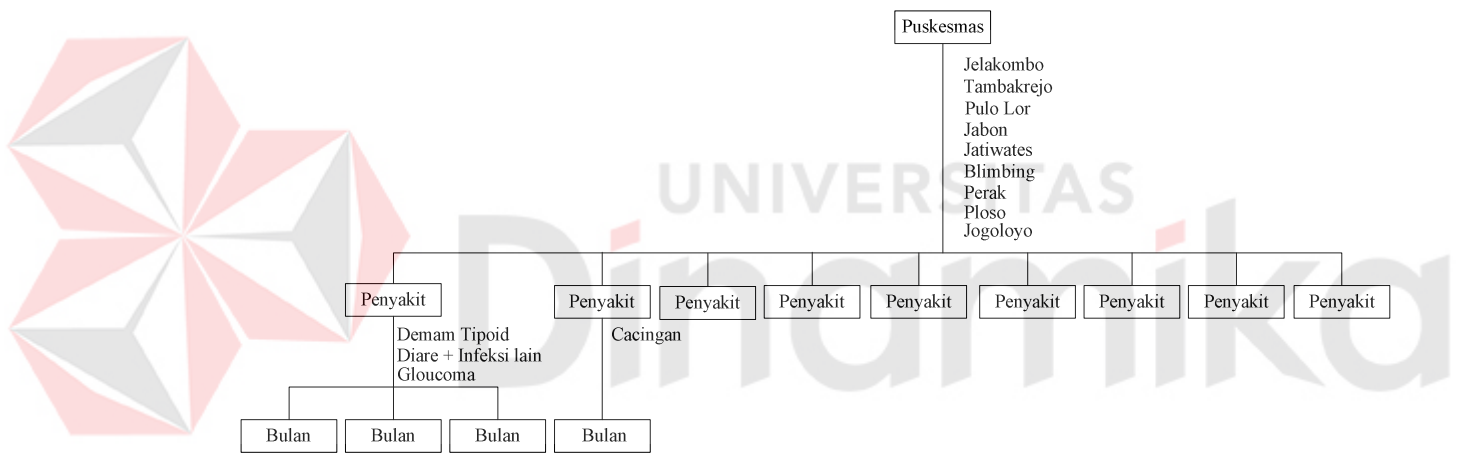 Puskesmas
Jelakombo
Tambakrejo
Pulo Lor
Jabon
Jatiwates
Blimbing
Perak
Ploso
Jogoloyo
UNIVERSITAS
Dinamika
Penyakit Penyakit Penyakit Penyakit Penyakit Penyakit Penyakit Penyakit Penyakit
Demam Tipoid
Diare + Infeksi lain
Gloucoma
Cacingan
Bulan Bulan Bulan Bulan